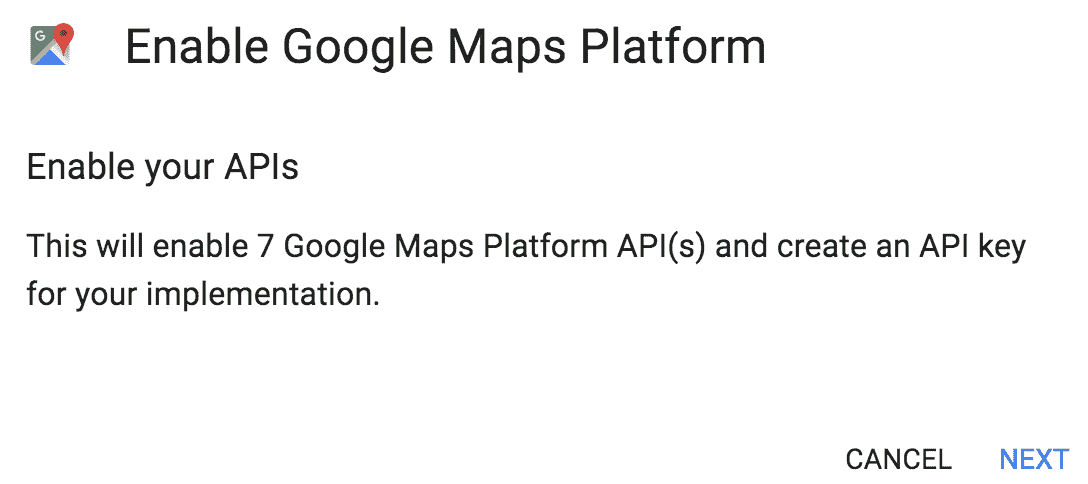 G
Enable Google Maps Platform
Enable your APIs
This will enable 7 Google Maps Platform API(s) and create an API key
for your implementation.
CANCEL NEXT